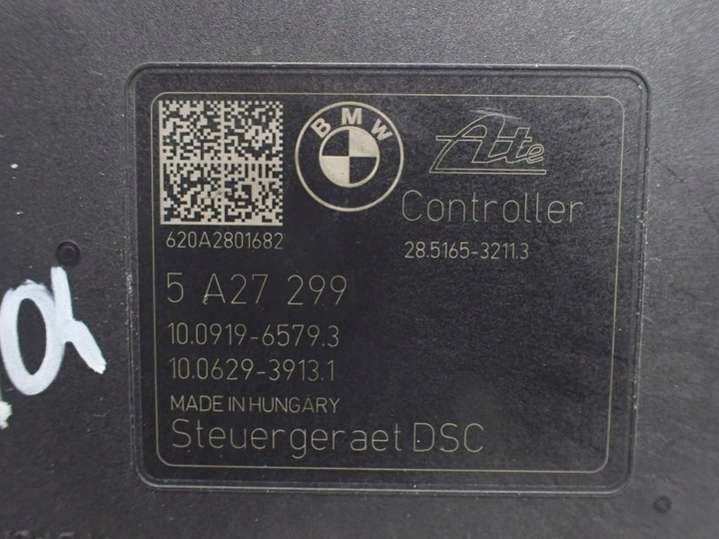 BMW
Ate
Controller
620A2801682
28.5165-3211.3
5 A27 299
10.0919-6579.3
10.0629-3913.1
MADE IN HUNGARY
Steuergeraet DSC